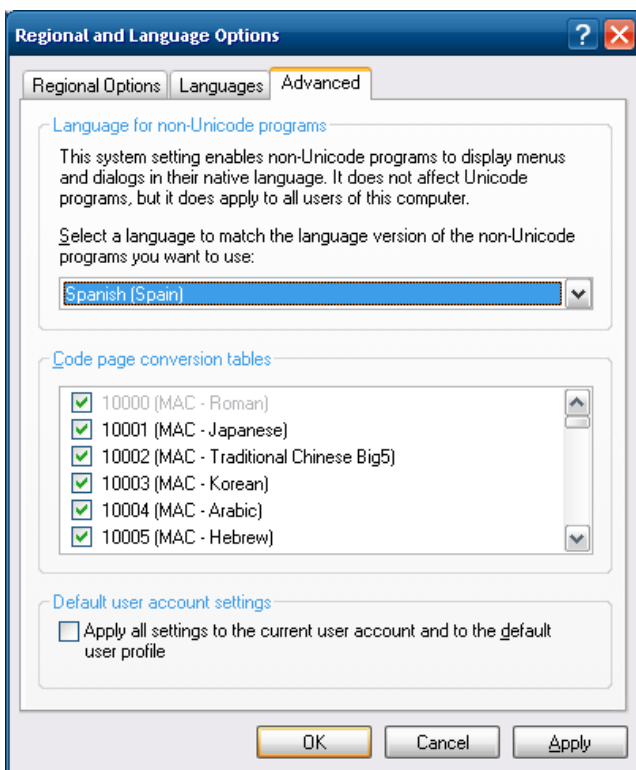 Regional and Language Options
Regional Options
Languages
Advanced
Language for non-Unicode programs
This system setting enables non-Unicode programs to display menus
and dialogs in their native language. It does not affect Unicode
programs, but it does apply to all users of this computer.
Select a language to match the language version of the non-Unicode
programs you want to use:
Spanish (Spain)
Code page conversion tables
10000 (MAC - Roman)
10001 (MAC - Japanese)
10002 (MAC - Traditional Chinese Big5)
10003 (MAC - Korean)
10004 (MAC - Arabic)
10005 (MAC - Hebrew)
Default user account settings
Apply all settings to the current user account and to the default
user profile
OK
Cancel
Apply